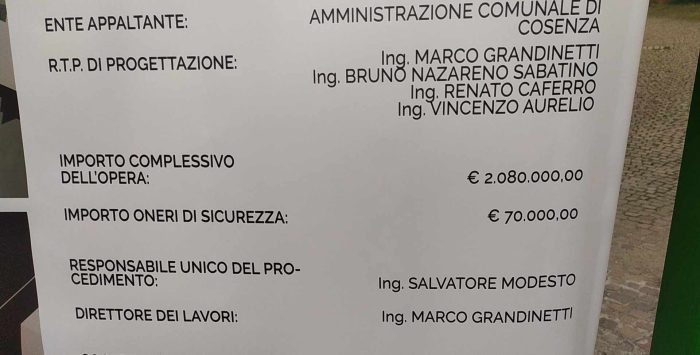 ENTE APPALTANTE: AMMINISTRAZIONE COMUNALE DI
COSENZA
R.T.P. DI PROGETTAZIONE: Ing. MARCO GRANDINETTI
Ing. BRUNO NAZARENO SABATINO
Ing. RENATO CAFERRO
Ing. VINCENZO AURELIO
IMPORTO COMPLESSIVO
DELL'OPERA: € 2.080.000,00
IMPORTO ONERI DI SICUREZZA: € 70.000,00
RESPONSABILE UNICO DEL PRO-
CEDIMENTO: Ing. SALVATORE MODESTO
DIRETTORE DEI LAVORI: Ing. MARCO GRANDINETTI